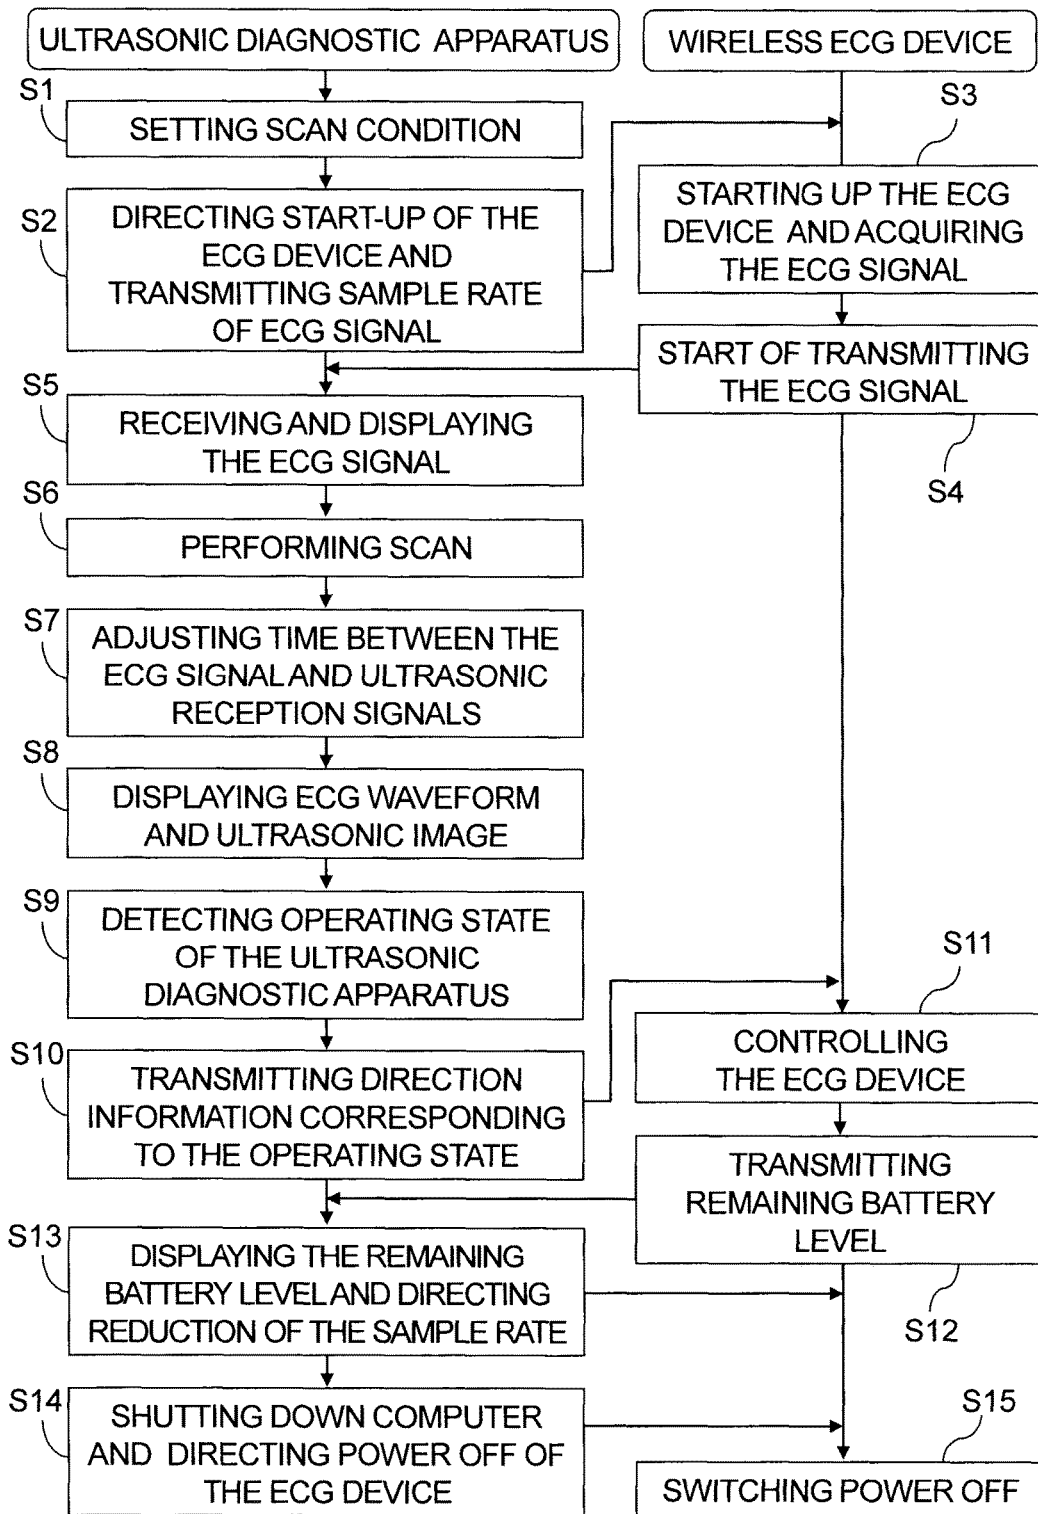 ULTRASONIC DIAGNOSTIC APPARATUS
WIRELESS ECG DEVICE
S1
SETTING SCAN CONDITION
S2
DIRECTING START-UP OF THE
ECG DEVICE AND
TRANSMITTING SAMPLE RATE
OF ECG SIGNAL
S3
STARTING UP THE ECG
DEVICE AND ACQUIRING
THE ECG SIGNAL
START OF TRANSMITTING
THE ECG SIGNAL
S4
S5
RECEIVING AND DISPLAYING
THE ECG SIGNAL
S6
PERFORMING SCAN
S7
ADJUSTING TIME BETWEEN THE
ECG SIGNAL AND ULTRASONIC
RECEPTION SIGNALS
S8
DISPLAYING ECG WAVEFORM
AND ULTRASONIC IMAGE
S9
DETECTING OPERATING STATE
OF THE ULTRASONIC
DIAGNOSTIC APPARATUS
S10
TRANSMITTING DIRECTION
INFORMATION CORRESPONDING
TO THE OPERATING STATE
S11
CONTROLLING
THE ECG DEVICE
TRANSMITTING
REMAINING BATTERY
LEVEL
S12
S13
DISPLAYING THE REMAINING
BATTERY LEVEL AND DIRECTING
REDUCTION OF THE SAMPLE RATE
S14
SHUTTING DOWN COMPUTER
AND DIRECTING POWER OFF OF
THE ECG DEVICE
S15
SWITCHING POWER OFF